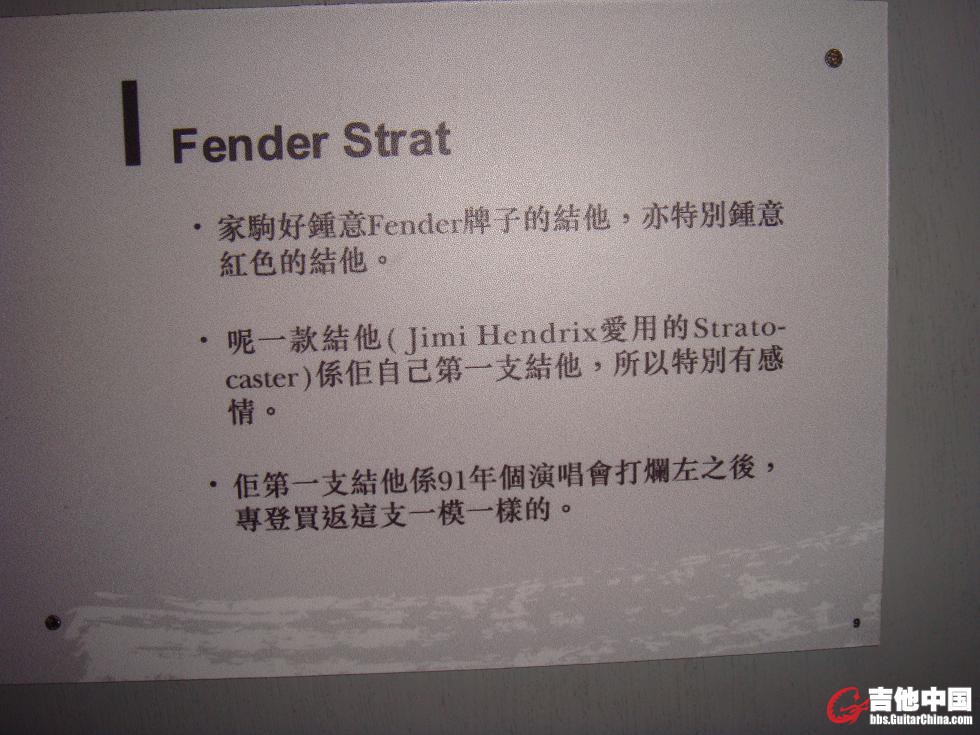 Fender Strat
・家駒好鍾意Fender牌子的結他，亦特別鍾意
紅色的結他。
・呢一款結他( Jimi Hendrix愛用的Strato-
caster)係佢自己第一支結他，所以特別有感
情。
・佢第一支結他係91年個演唱會打爛左之後，
專登買返這支一模一樣的。
9
吉他中国
bbs.GuitarChina.com